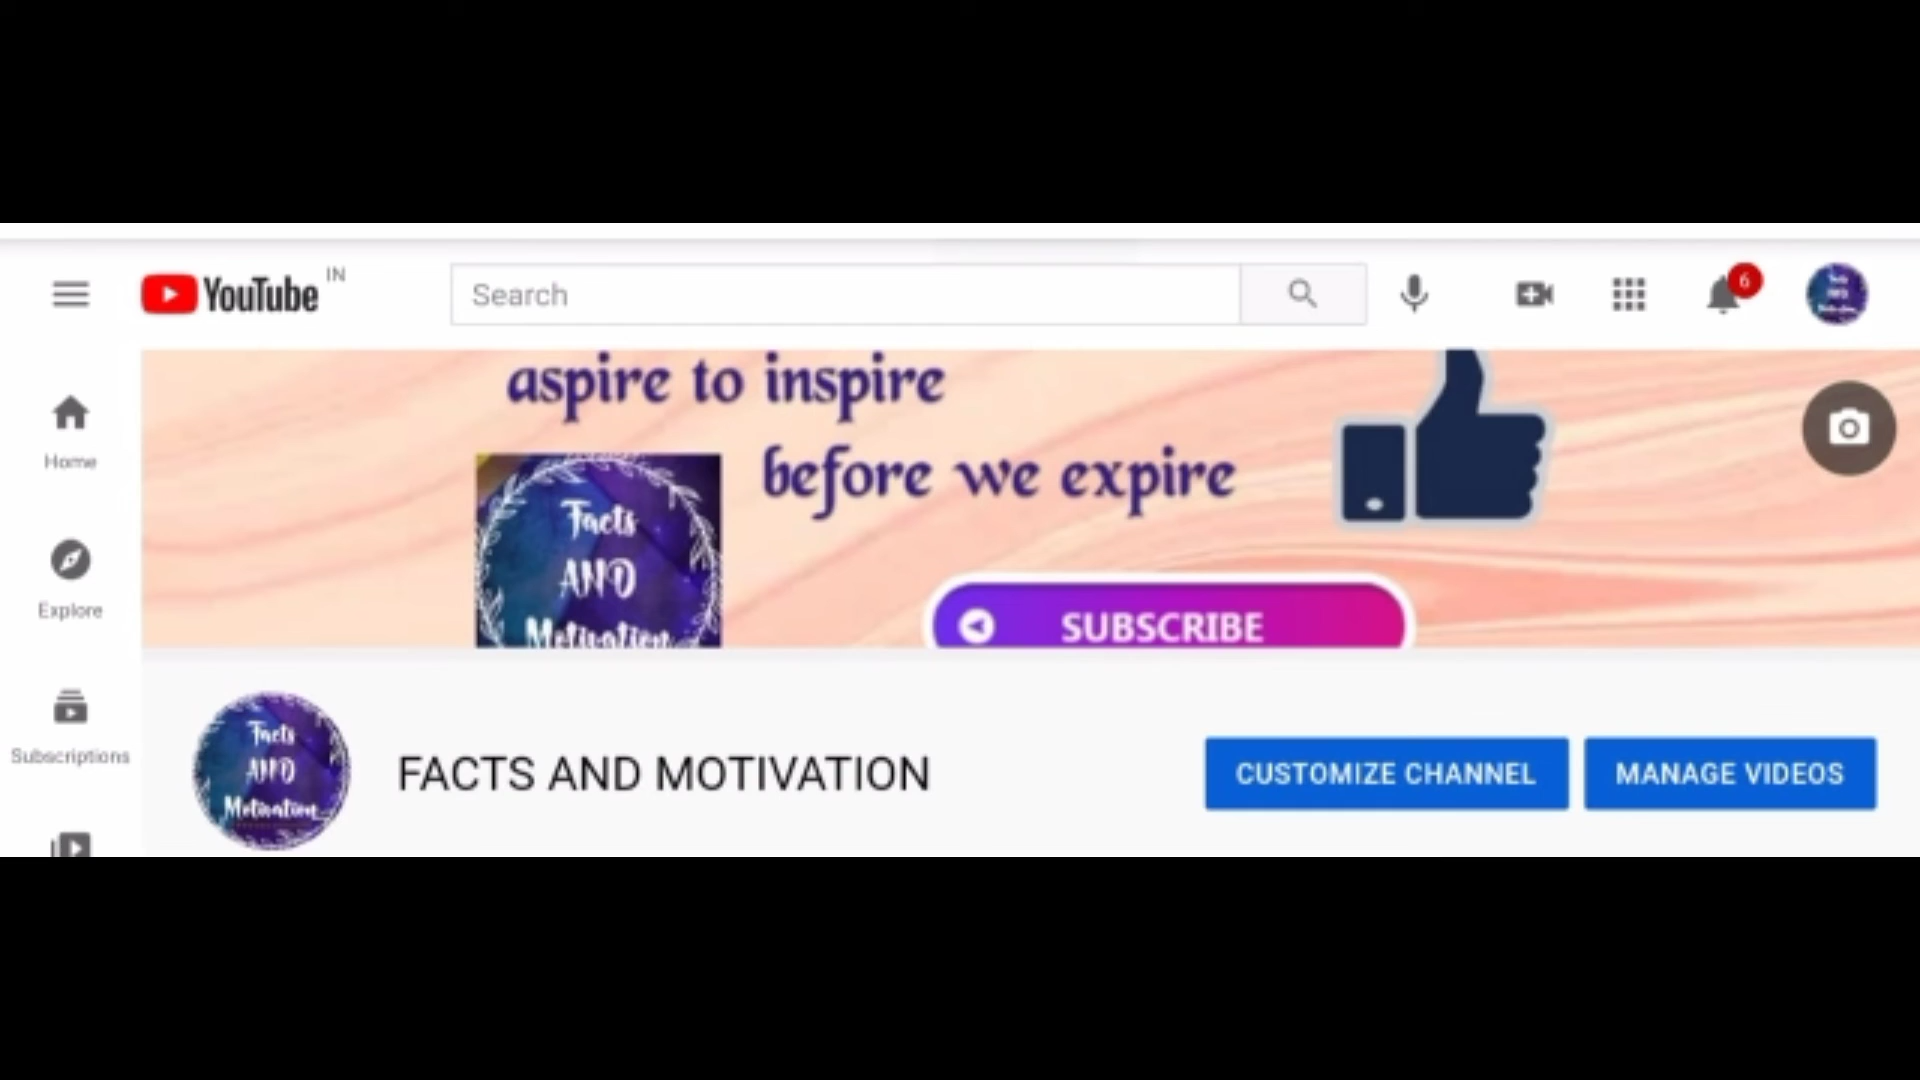 YouTube IN
Search
6
Home
Explore
Subscriptions
aspire to inspire
before we expire
Facts
AND
Motivation
SUBSCRIBE
Facts
AND
Motivation
FACTS AND MOTIVATION
CUSTOMIZE CHANNEL
MANAGE VIDEOS